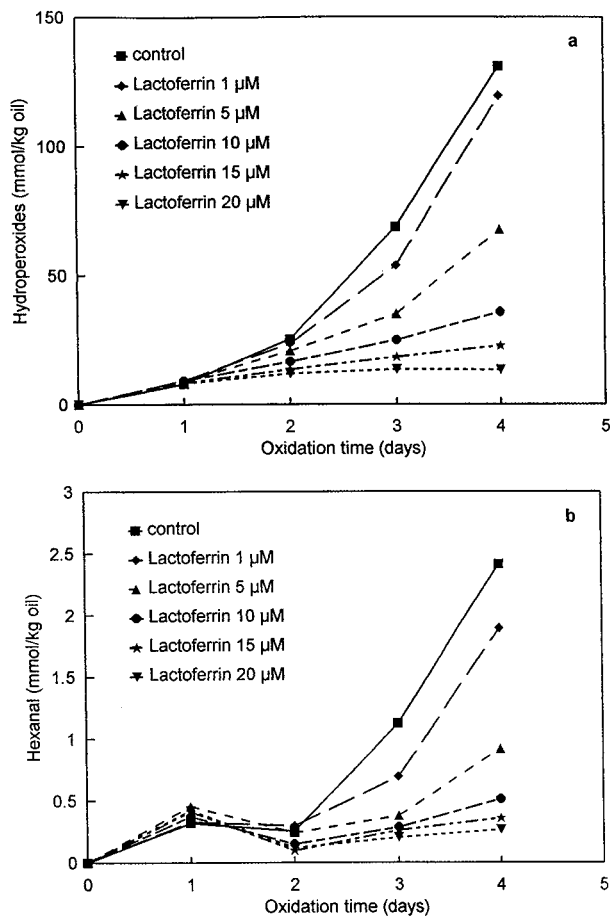 150
a
control
Lactoferrin 1 µM
Lactoferrin 5 µM
Lactoferrin 10 µM
Lactoferrin 15 µM
Lactoferrin 20 µM
100
50
0
Hydroperoxides (mmol/kg oil)
0 1 2 3 4 5
Oxidation time (days)
3
b
control
Lactoferrin 1 µM
Lactoferrin 5 µM
Lactoferrin 10 µM
Lactoferrin 15 µM
Lactoferrin 20 µM
2.5
2
1.5
1
0.5
0
Hexanal (mmol/kg oil)
0 1 2 3 4 5
Oxidation time (days)